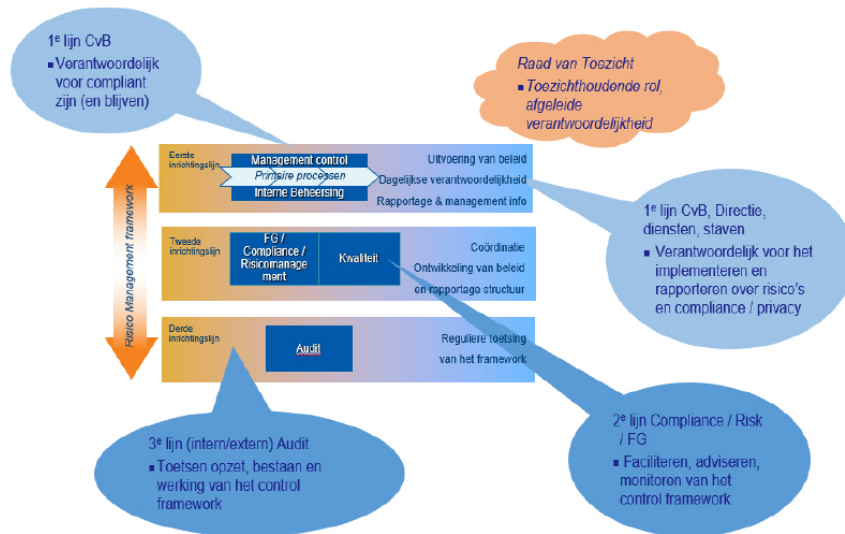 1e lijn CvB
▪Verantwoordelijk
voor compliant
zijn (en blijven)
Raad van Toezicht
▪Toezichthoudende rol,
afgeleide
verantwoordelijkheid
Risico Management framework
Eerste
inrichtingslijn
Management control
Primaire processen
Interne Beheersing
Uitvoering van beleid
Dagelijkse verantwoordelijkheid
Rapportage & management info
1e lijn CvB, Directie,
diensten, staven
▪Verantwoordelijk voor het
implementeren en
rapporteren over risico's
en compliance / privacy
Tweede
inrichtingslijn
FG /
Compliance /
Risicomanage
ment
Kwaliteit
Coördinatie
Ontwikkeling van beleid
en rapportage structuur
Derde
inrichtingslijn
Audit
Reguliere toetsing
van het framework
3e lijn (intern/extern) Audit
▪Toetsen opzet, bestaan en
werking van het control
framework
2e lijn Compliance / Risk
/ FG
▪Faciliteren, adviseren,
monitoren van het
control framework